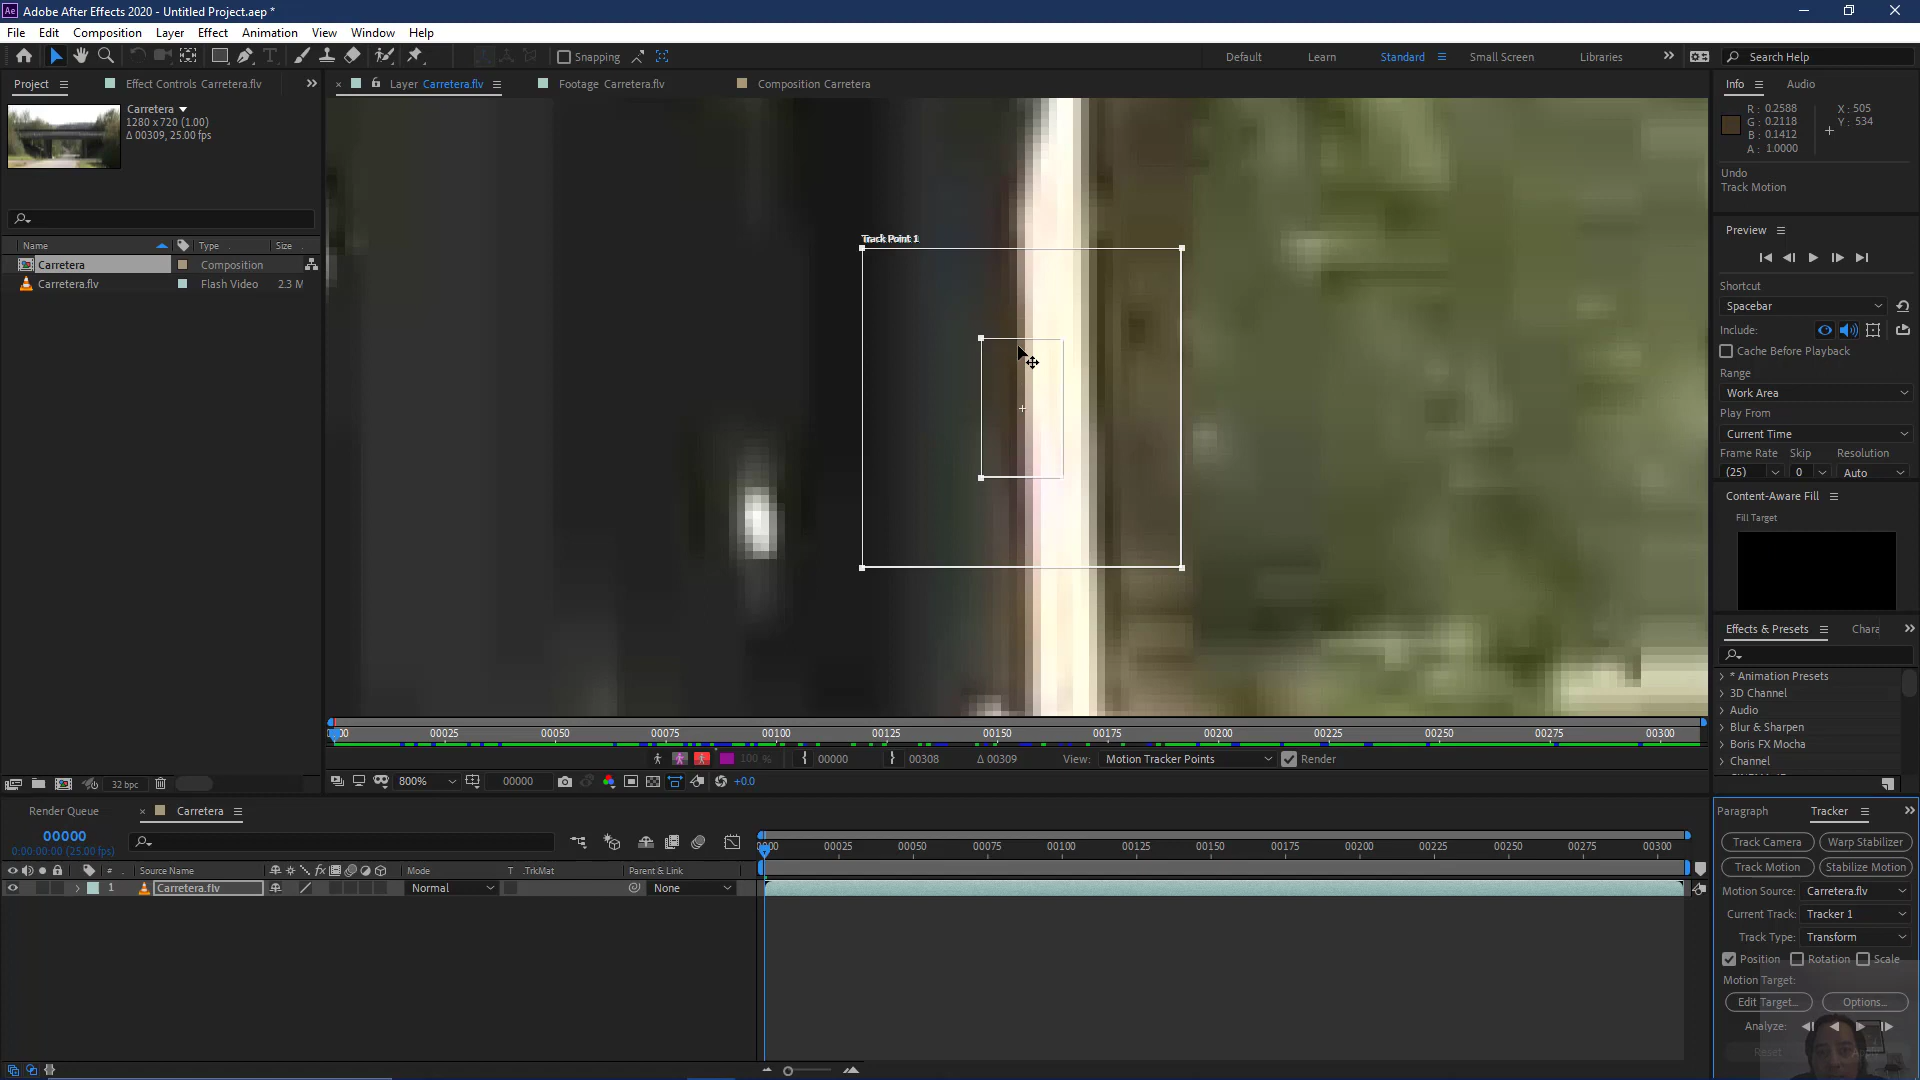 Ae Adobe After Effects 2020 - Untitled Project.aep *
File Edit Composition Layer Effect Animation View Window Help
Snapping Default Learn Standard Small Screen Libraries Search Help
Project Effect Controls Carretera.flv
Carretera
1280 x 720 (1.00)
Δ 00309, 25.00 fps
Name Type Size
Carretera Composition
Carretera.flv Flash Video 2.3 M
32 bpc
Layer Carretera.flv Footage Carretera.flv Composition Carretera
Track Point 1
00025 00050 00075 00100 00125 00150 00175 00200 00225 00250 00275 00300
100 % 00000 00308 Δ 00309 View: Motion Tracker Points Render
800% 00000 +0.0
Info Audio
R : 0.2588 X : 505
G : 0.2118 Y : 534
B : 0.1412
A : 1.0000
Undo
Track Motion
Preview
Shortcut
Spacebar
Include:
Cache Before Playback
Range
Work Area
Play From
Current Time
Frame Rate Skip Resolution
(25) 0 Auto
Content-Aware Fill
Fill Target
Effects & Presets Chara
* Animation Presets
3D Channel
Audio
Blur & Sharpen
Boris FX Mocha
Channel
Render Queue Carretera
00000
0:00:00:00 (25.00 fps)
00025 00050 00075 00100 00125 00150 00175 00200 00225 00250 00275 00300
# Source Name fx Mode T .TrkMat Parent & Link
1 Carretera.flv Normal None
Paragraph Tracker
Track Camera Warp Stabilizer
Track Motion Stabilize Motion
Motion Source: Carretera.flv
Current Track: Tracker 1
Track Type: Transform
Position Rotation Scale
Motion Target:
Edit Target... Options...
Analyze:
Reset